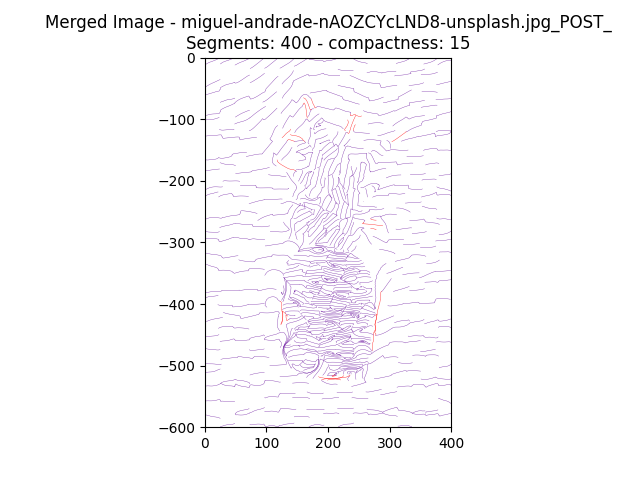 Merged Image - miguel-andrade-nAOZCYcLND8-unsplash.jpg_POST_
Segments: 400 - compactness: 15
0
−100
−200
−300
−400
−500
−600
0 100 200 300 400